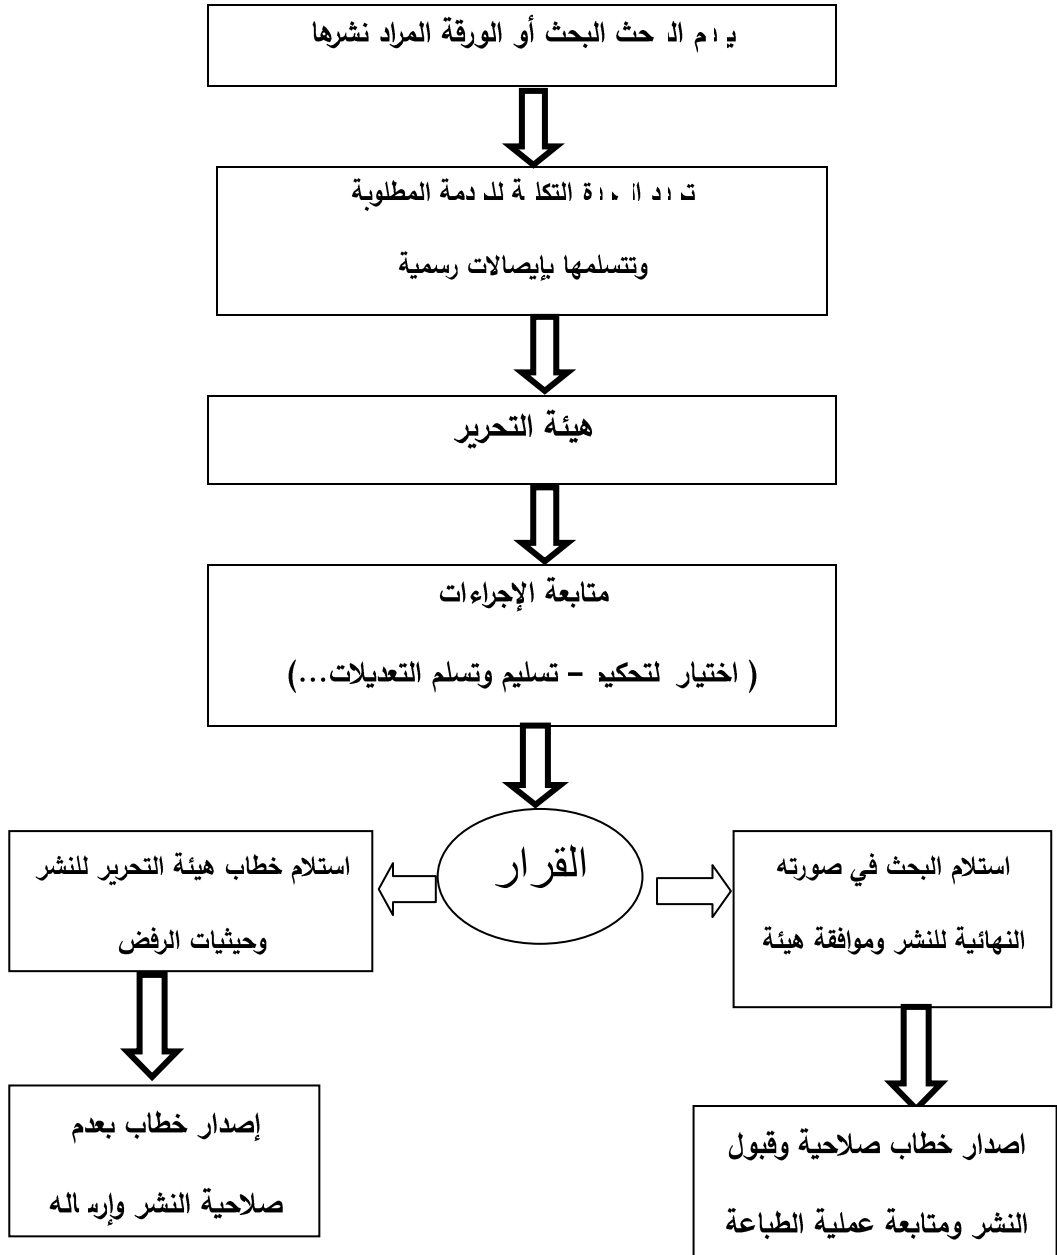 البحث أو الورقة المراد نشرها
المطلوبة
وتتسلمها بإيصالات رسمية
هيئة التحرير
متابعة الإجراءات
( اختيار لتحكيم – تسليم وتسلم التعديلات...)
القرار
استلام البحث في صورته
النهائية للنشر وموافقة هيئة
استلام خطاب هيئة التحرير للنشر
وحيثيات الرفض
اصدار خطاب صلاحية وقبول
النشر ومتابعة عملية الطباعة
إصدار خطاب بعدم
صلاحية النشر وإرساله